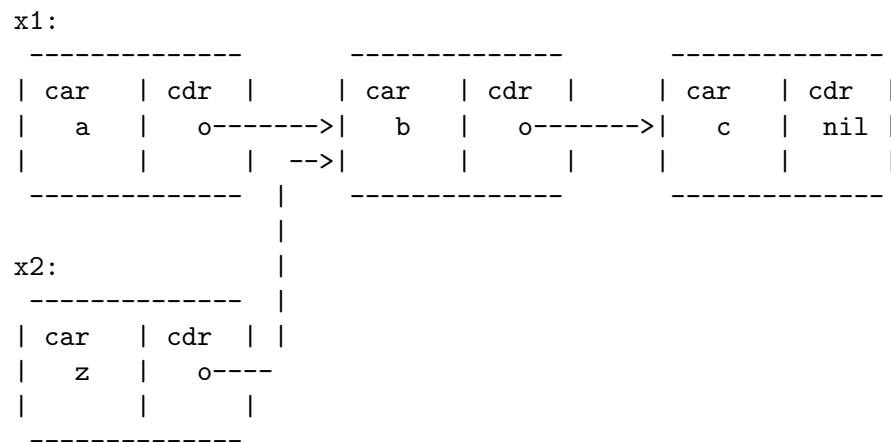 x1:
 --------------       --------------       --------------
| car   | cdr  |     | car   | cdr  |     | car   | cdr  |
|   a   |   o------->|   b   |   o------->|   c   |  nil |
|       |      |  -->|       |      |     |       |      |
 --------------  |    --------------       --------------
                 |
x2:              |
 --------------  |
| car   | cdr  | |
|   z   |   o----
|       |      |
 --------------